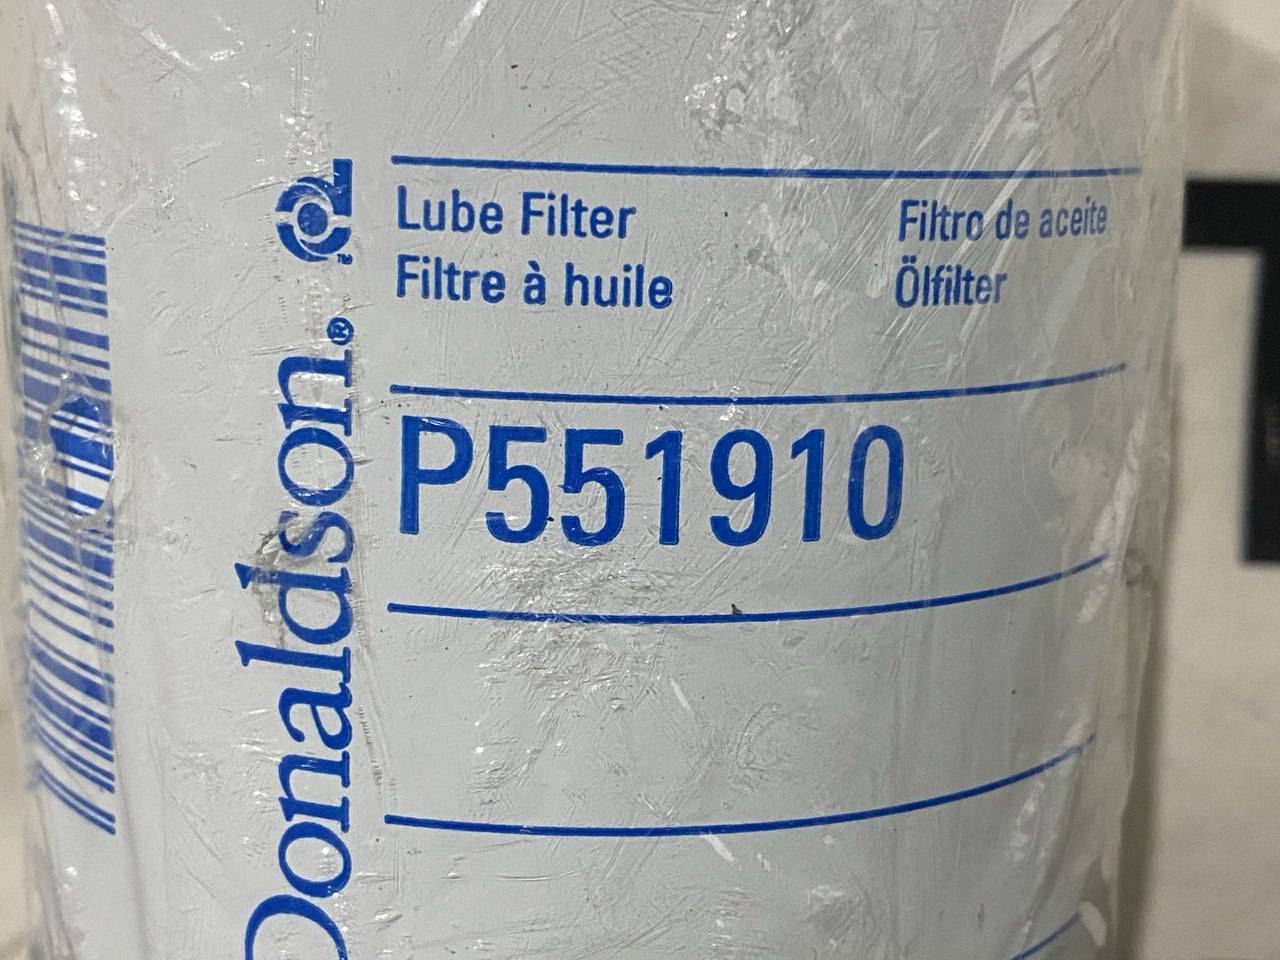 Lube Filter
Filtre à huile
Filtro de aceite
Ölfilter
P551910
Donaldson.®